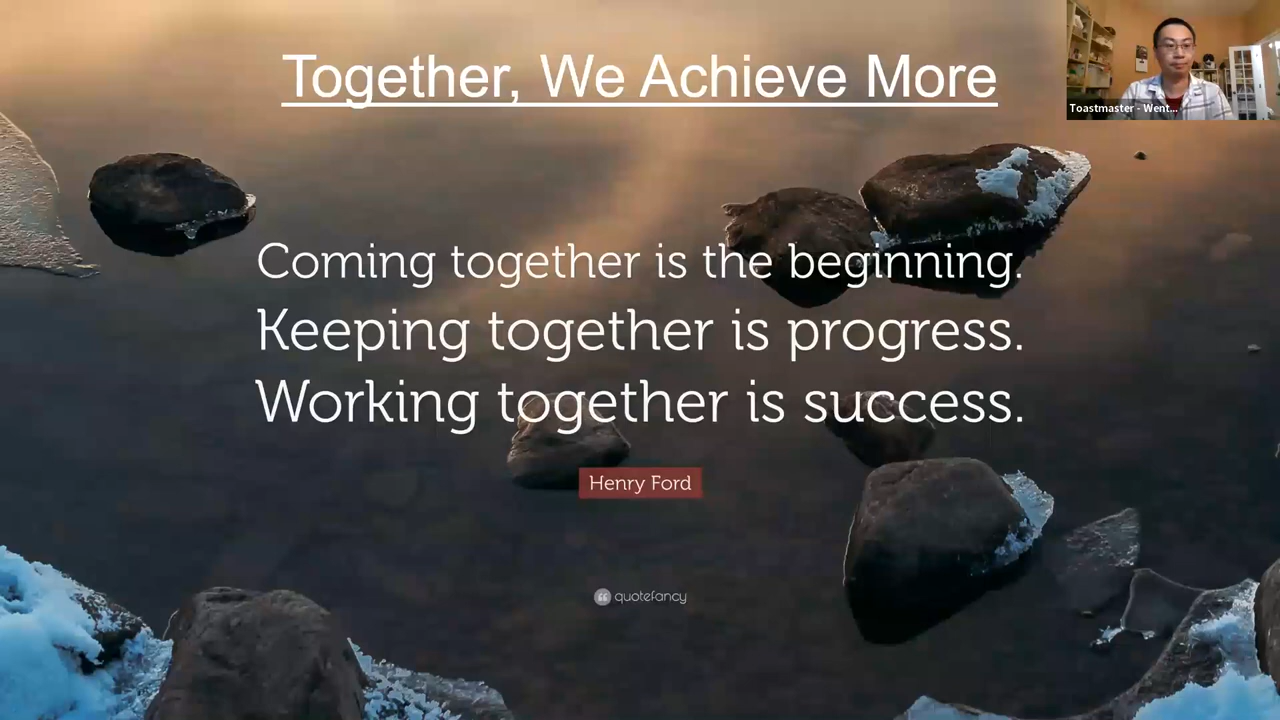 Together, We Achieve More
Toastmaster - Went...
Coming together is the beginning.
Keeping together is progress.
Working together is success.
Henry Ford
quotefancy